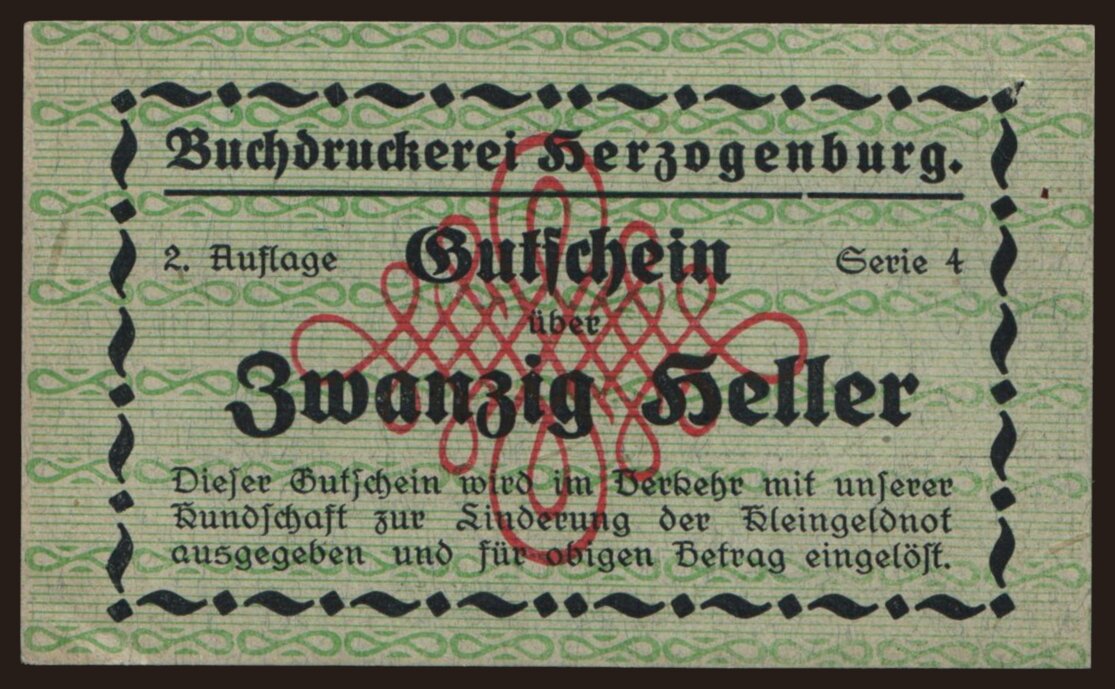 Buchdruckerei Herzogenburg.
2. Auflage Gutschein Serie 4
über
Zwanzig Heller
Dieser Gutschein wird im Verkehr mit unserer
Kundschaft zur Linderung der Kleingeldnot
ausgegeben und für obigen Betrag eingelöst.